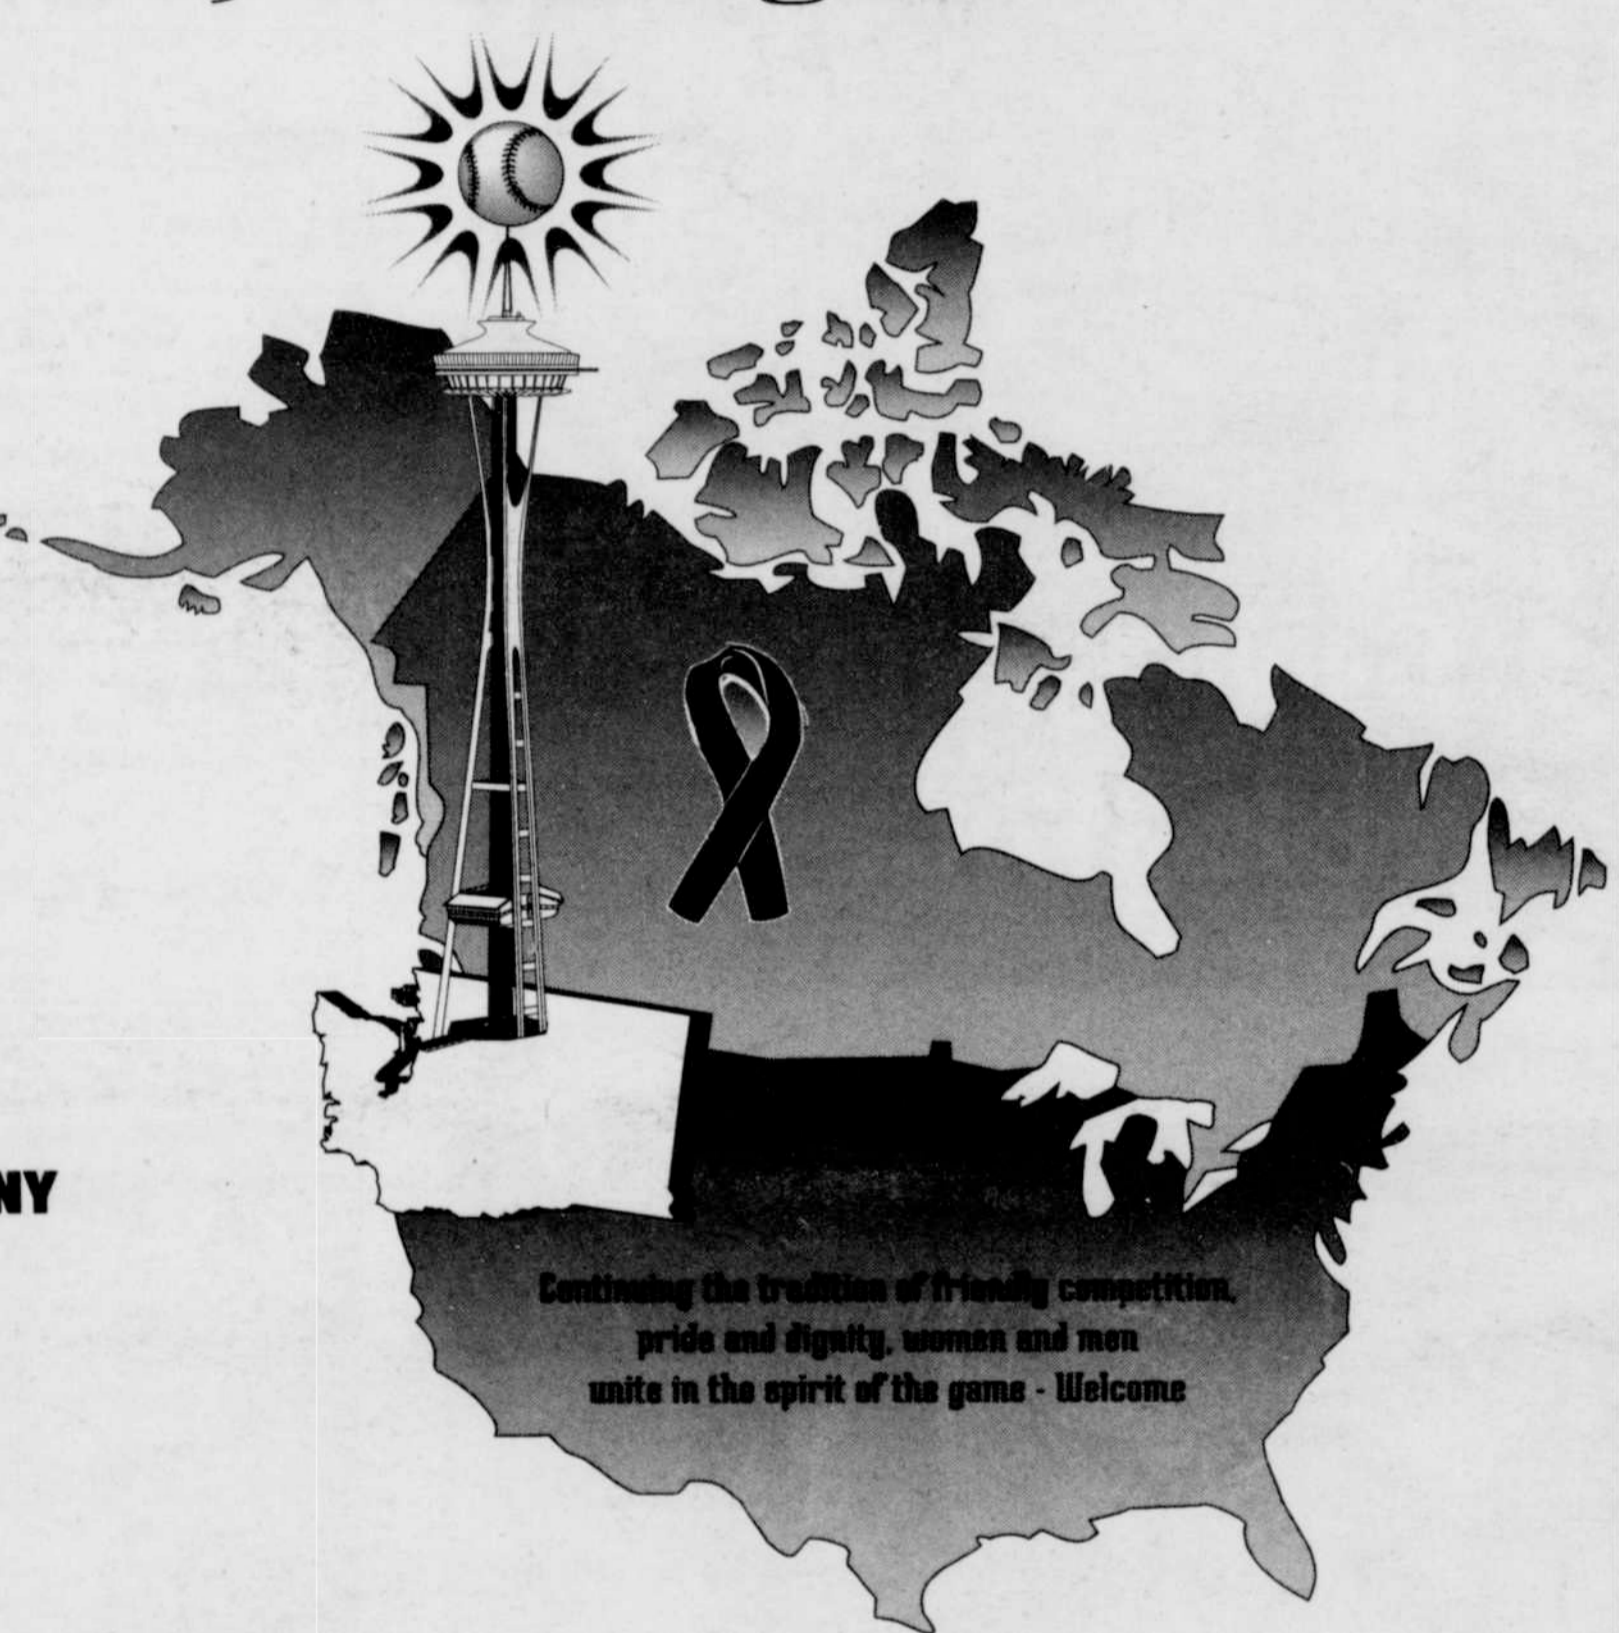 NY
Continuing the tradition of friendly competition,
pride and dignity, women and men
unite in the spirit of the game - Welcome